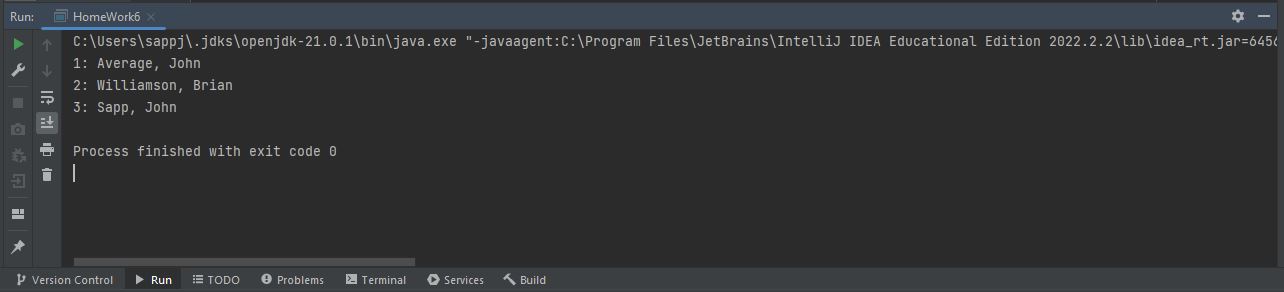 Run: HomeWork6
C:\Users\sappj\.jdks\openjdk-21.0.1\bin\java.exe "-javaagent:C:\Program Files\JetBrains\IntelliJ IDEA Educational Edition 2022.2.2\lib\idea_rt.jar=6456
1: Average, John
2: Williamson, Brian
3: Sapp, John
Process finished with exit code 0
Version Control Run TODO Problems Terminal Services Build